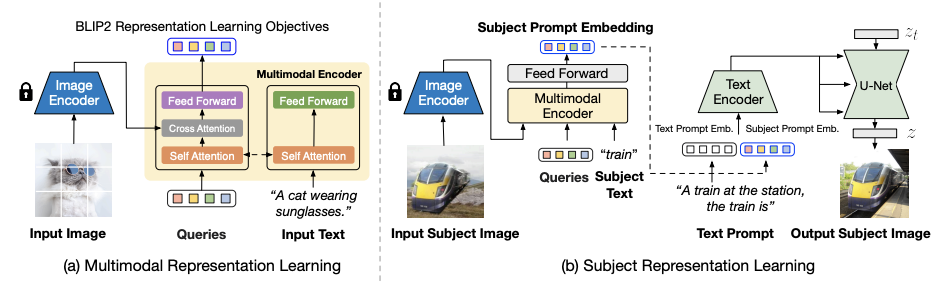 BLIP2 Representation Learning Objectives
Multimodal Encoder
Image
Encoder
Feed Forward
Feed Forward
Cross Attention
Self Attention
Self Attention
"A cat wearing
sunglasses."
Input Image
Queries
Input Text
(a) Multimodal Representation Learning
Subject Prompt Embedding
Feed Forward
Image
Encoder
Multimodal
Encoder
"train"
Queries
Subject
Text
Input Subject Image
Text
Encoder
Text Prompt Emb.
Subject Prompt Emb.
"A train at the station,
the train is"
Text Prompt
z_t
U-Net
z
Output Subject Image
(b) Subject Representation Learning